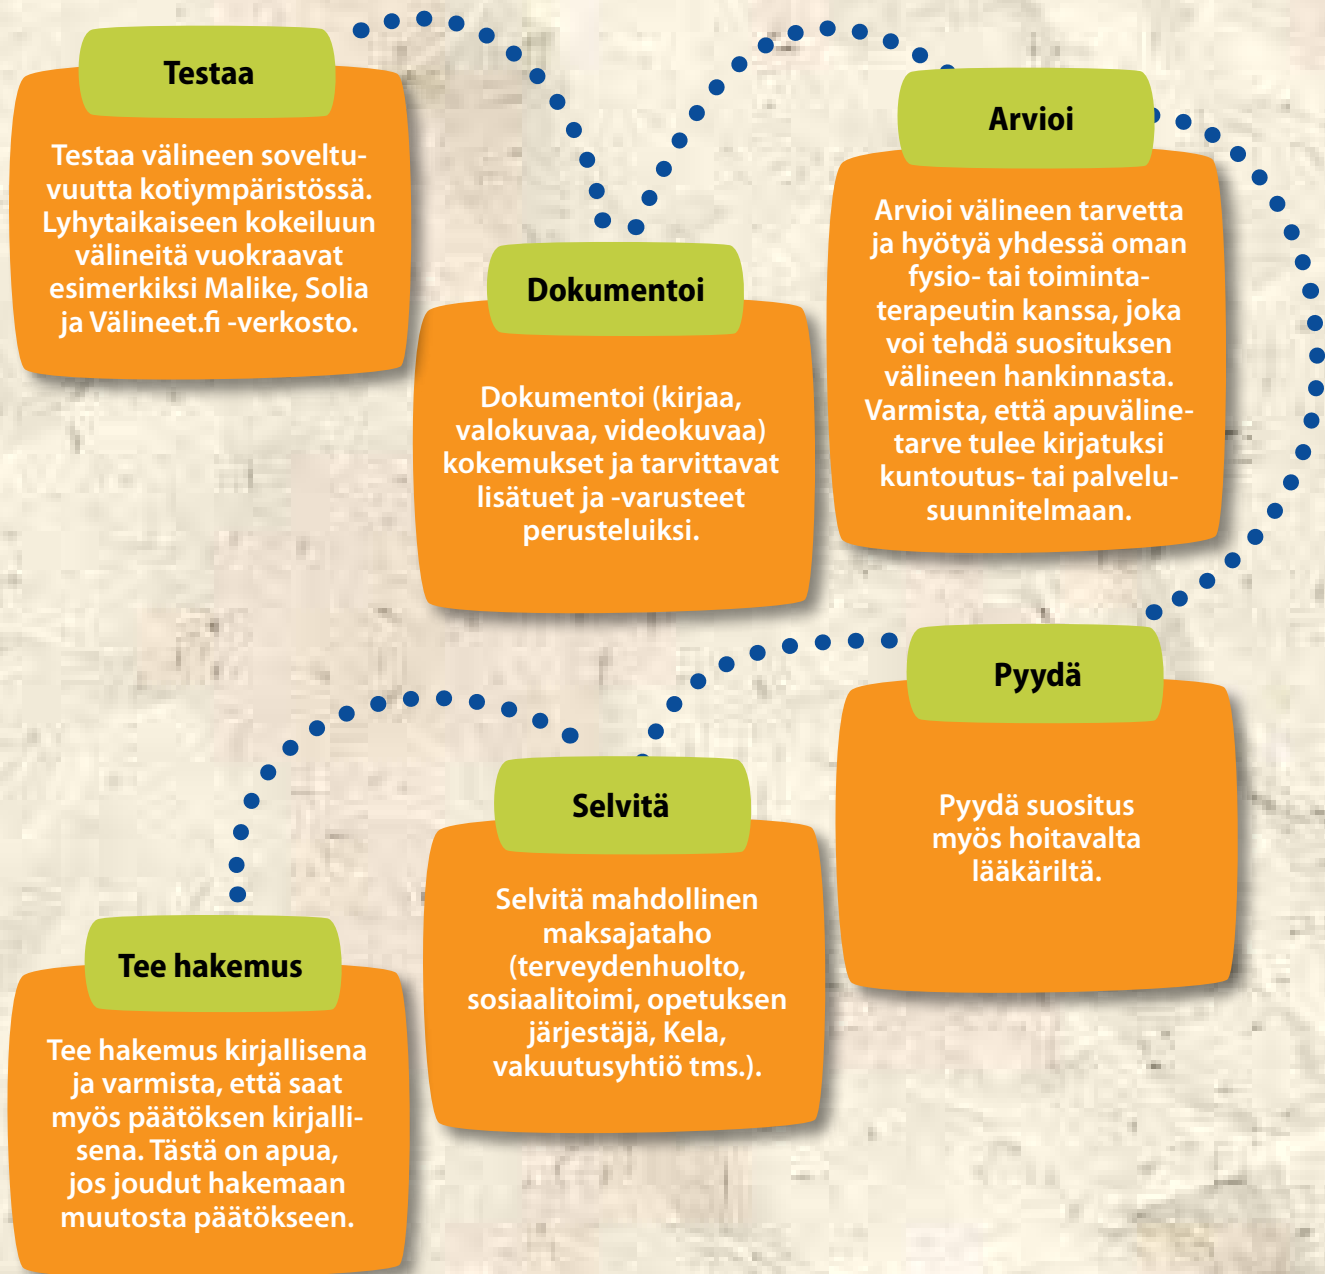 Testaa
Testaa välineen soveltu-
vuutta kotiympäristössä.
Lyhytaikaiseen kokeiluun
välineitä vuokraavat
esimerkiksi Malike, Solia
ja Välineet.fi -verkosto.
Dokumentoi
Dokumentoi (kirjaa,
valokuvaa, videokuvaa)
kokemukset ja tarvittavat
lisätuet ja -varusteet
perusteluiksi.
Arvioi
Arvioi välineen tarvetta
ja hyötyä yhdessä oman
fysio- tai toiminta-
terapeutin kanssa, joka
voi tehdä suosituksen
välineen hankinnasta.
Varmista, että apuväline-
tarve tulee kirjatuksi
kuntoutus- tai palvelu-
suunnitelmaan.
Pyydä
Pyydä suositus
myös hoitavalta
lääkäriltä.
Selvitä
Selvitä mahdollinen
maksajataho
(terveydenhuolto,
sosiaalitoimi, opetuksen
järjestäjä, Kela,
vakuutusyhtiö tms.).
Tee hakemus
Tee hakemus kirjallisena
ja varmista, että saat
myös päätöksen kirjalli-
sena. Tästä on apua,
jos joudut hakemaan
muutosta päätökseen.